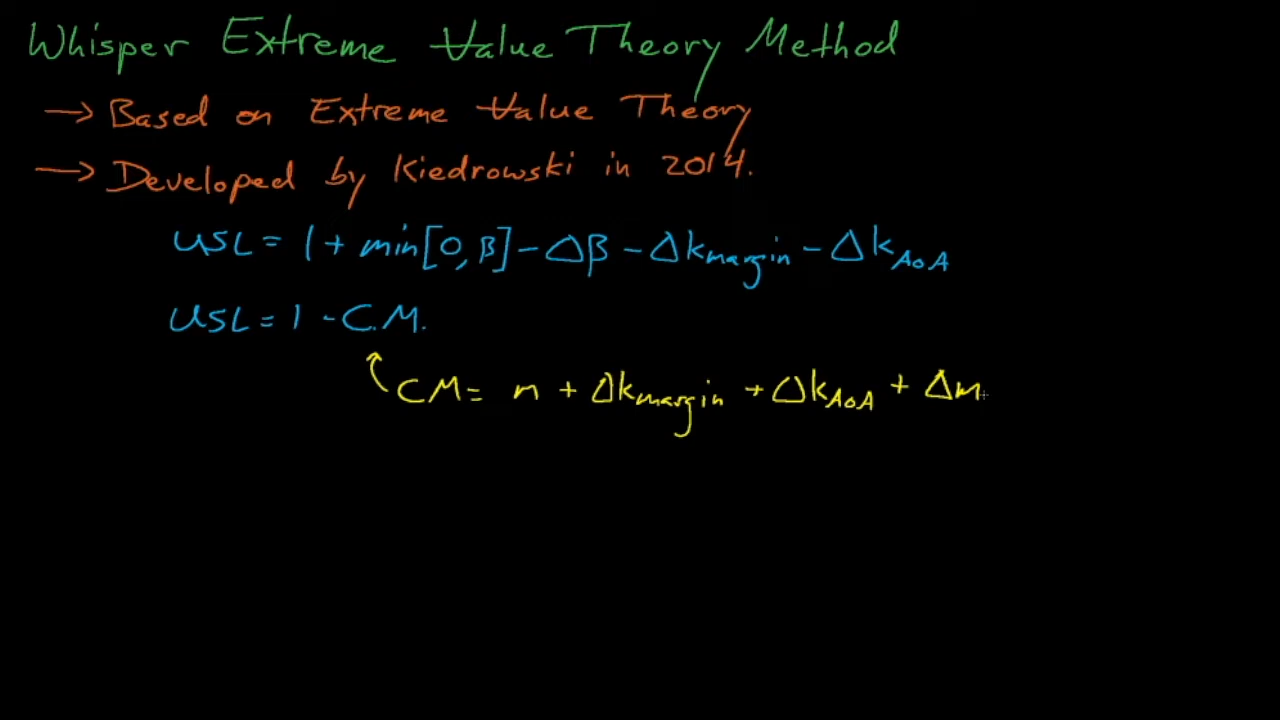 Whisper Extreme Value Theory Method
→ Based on Extreme Value Theory
→ Developed by Kiedrowski in 2014.
USL = 1 + min[0, β] - Δβ - Δk_margin - Δk_AOA
USL = 1 - C.M.
CM = m + Δk_margin + Δk_AOA + Δm